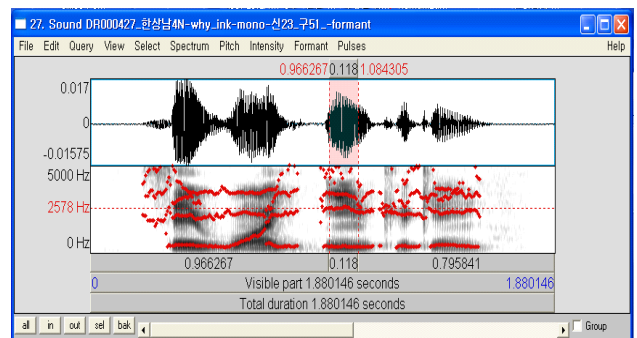 27. Sound DR000427_한상남4N-why_ink-mono-신23_구51_-formant
File Edit Query View Select Spectrum Pitch Intensity Formant Pulses Help
0.966267 0.118 1.084305
0.017
0
-0.01575
5000 Hz
2578 Hz
0 Hz
0.966267 0.118 0.795841
0 Visible part 1.880146 seconds 1.880146
Total duration 1.880146 seconds
all in out sel bak Group